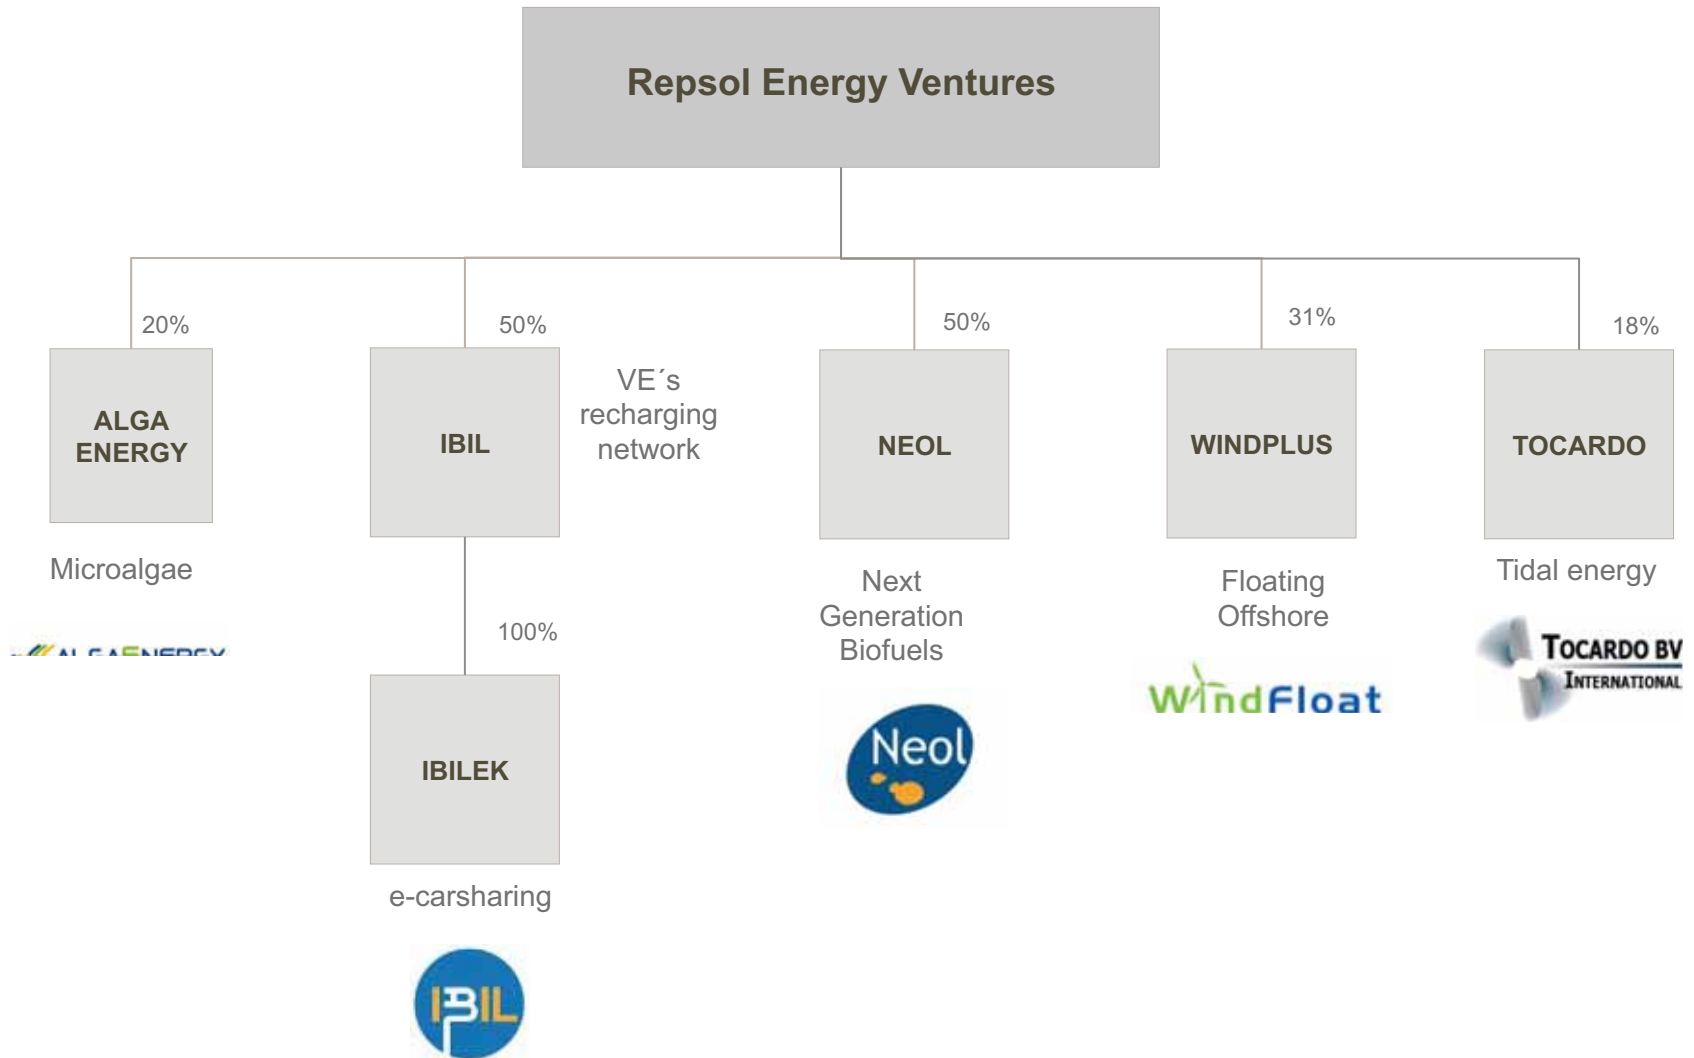 Repsol Energy Ventures
20%
50%
50%
31%
18%
ALGA
ENERGY
IBIL
VE´s
recharging
network
NEOL
WINDPLUS
TOCARDO
Microalgae
ALGAENERGY
100%
Next
Generation
Biofuels
Neol
Floating
Offshore
WindFloat
Tidal energy
TOCARDO BV
INTERNATIONAL
IBILEK
e-carsharing
IBIL